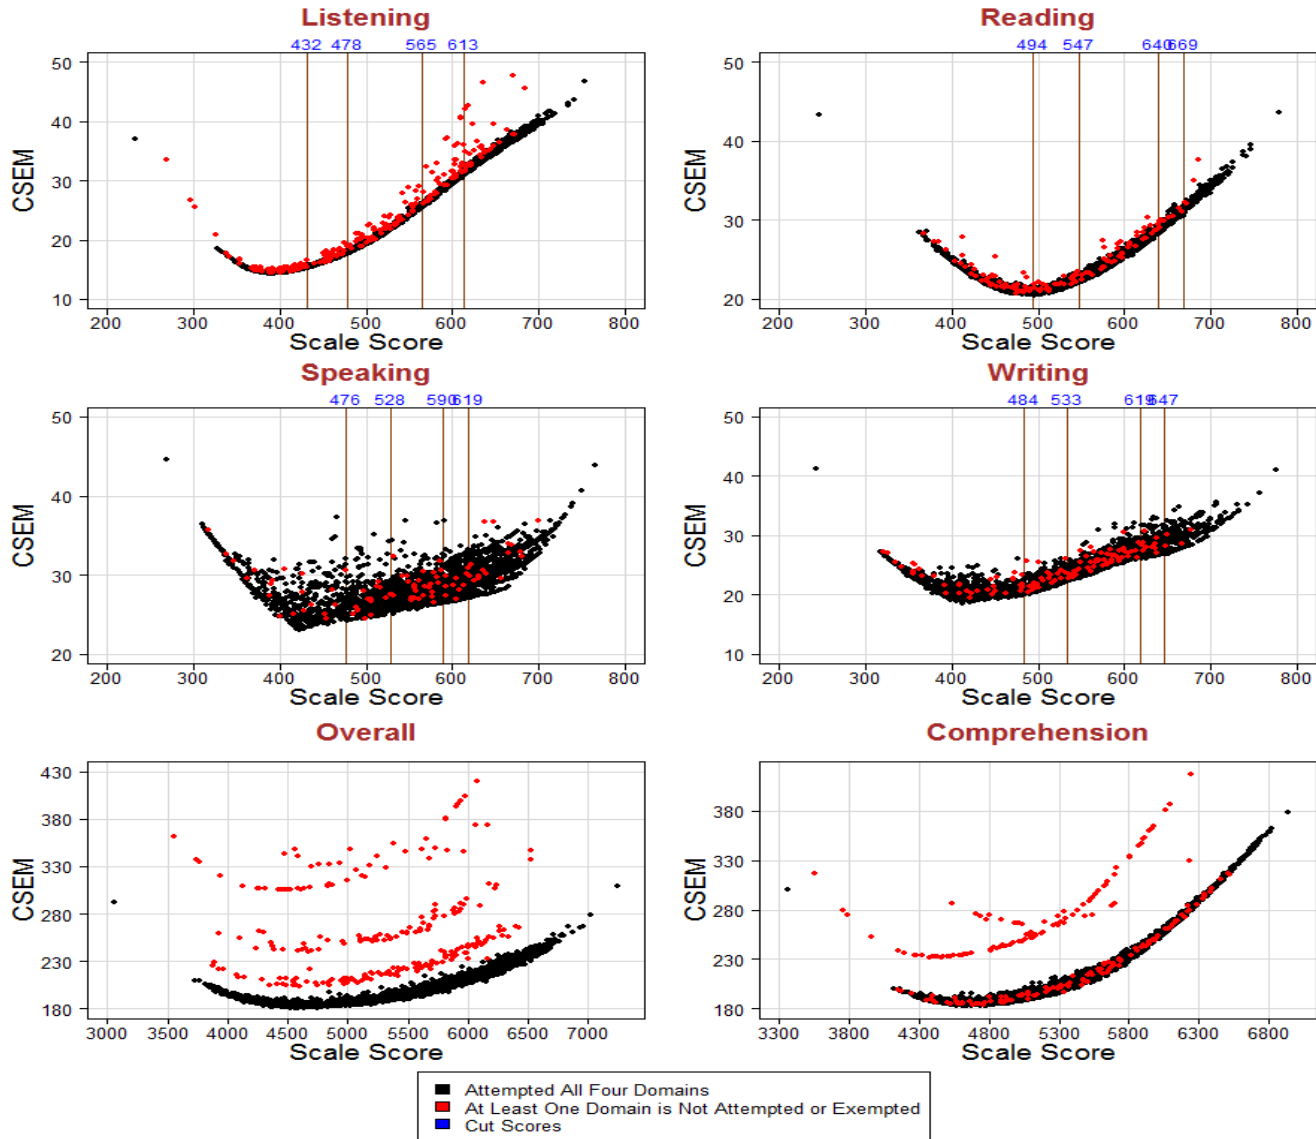 Listening
432 478 565 613
CSEM
50
40
30
20
10
200 300 400 500 600 700 800
Scale Score
Reading
494 547 640 669
CSEM
50
40
30
20
200 300 400 500 600 700 800
Scale Score
Speaking
476 528 590 619
CSEM
50
40
30
20
200 300 400 500 600 700 800
Scale Score
Writing
484 533 619 647
CSEM
50
40
30
20
10
200 300 400 500 600 700 800
Scale Score
Overall
CSEM
430
380
330
280
230
180
3000 3500 4000 4500 5000 5500 6000 6500 7000
Scale Score
Comprehension
CSEM
380
330
280
230
180
3300 3800 4300 4800 5300 5800 6300 6800
Scale Score
Attempted All Four Domains
At Least One Domain is Not Attempted or Exempted
Cut Scores